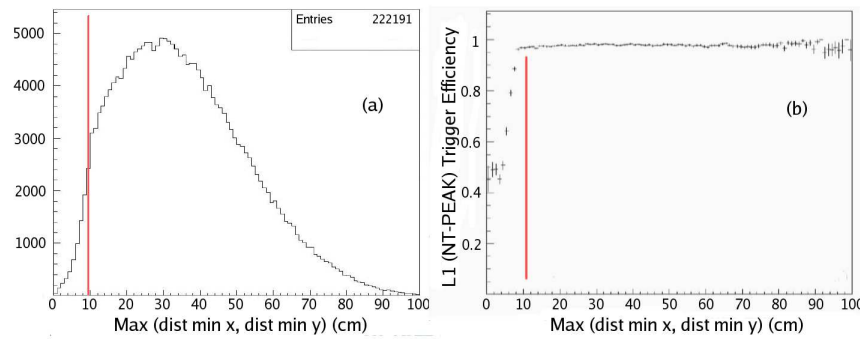 Entries 222191
5000
4000
3000
2000
1000
(a)
0 10 20 30 40 50 60 70 80 90 100
Max (dist min x, dist min y) (cm)
L1 (NT-PEAK) Trigger Efficiency
1
0.8
0.6
0.4
0.2
(b)
0 10 20 30 40 50 60 70 80 90 100
Max (dist min x, dist min y) (cm)